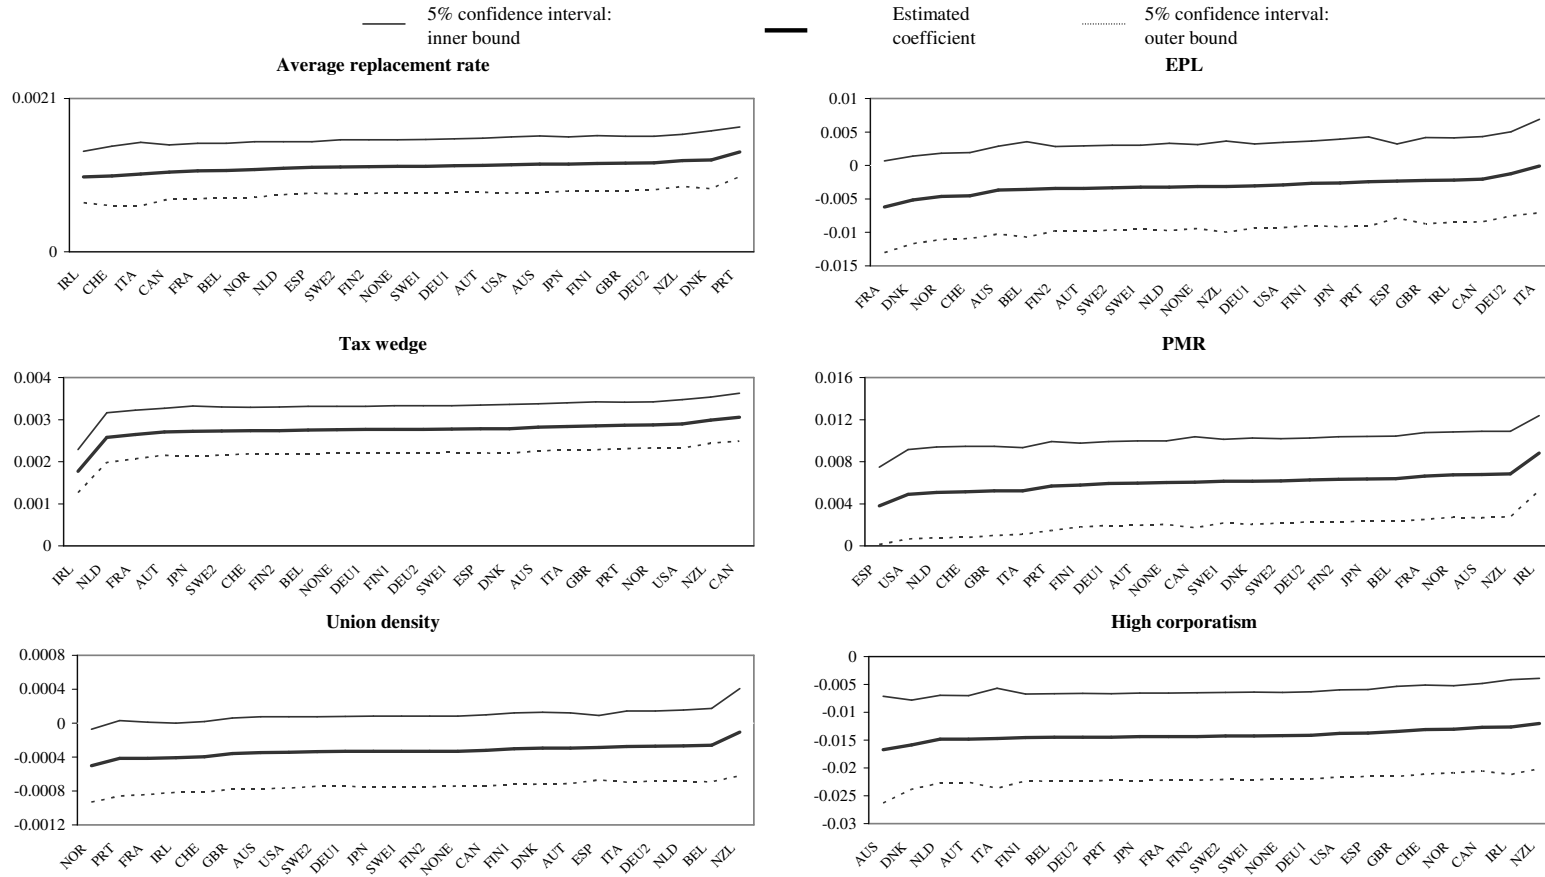 5% confidence interval:
inner bound
Estimated
coefficient
5% confidence interval:
outer bound
Average replacement rate
0.0021
0
IRL CHE ITA CAN FRA BEL NOR NLD ESP SWE2 FIN2 NONE SWE1 DEU1 AUT USA AUS JPN FIN1 GBR DEU2 NZL DNK PRT
EPL
0.01
0.005
0
-0.005
-0.01
-0.015
FRA DNK NOR CHE AUS BEL FIN2 AUT SWE2 SWE1 NLD NONE NZL DEU1 USA FIN1 JPN PRT ESP GBR IRL CAN DEU2 ITA
Tax wedge
0.004
0.003
0.002
0.001
0
IRL NLD FRA AUT JPN SWE2 CHE FIN2 BEL NONE DEU1 FIN1 DEU2 SWE1 ESP DNK AUS ITA GBR PRT NOR USA NZL CAN
PMR
0.016
0.012
0.008
0.004
0
ESP USA NLD CHE GBR ITA PRT FIN1 DEU1 AUT NONE CAN SWE1 DNK SWE2 DEU2 FIN2 JPN BEL FRA NOR AUS NZL IRL
Union density
0.0008
0.0004
0
-0.0004
-0.0008
-0.0012
NOR PRT FRA IRL CHE GBR AUS USA SWE2 DEU1 JPN SWE1 FIN2 NONE CAN FIN1 DNK AUT ESP ITA DEU2 NLD BEL NZL
High corporatism
0
-0.005
-0.01
-0.015
-0.02
-0.025
-0.03
AUS DNK NLD AUT ITA FIN1 BEL DEU2 PRT JPN FRA FIN2 SWE2 SWE1 NONE DEU1 USA ESP GBR CHE NOR CAN IRL NZL